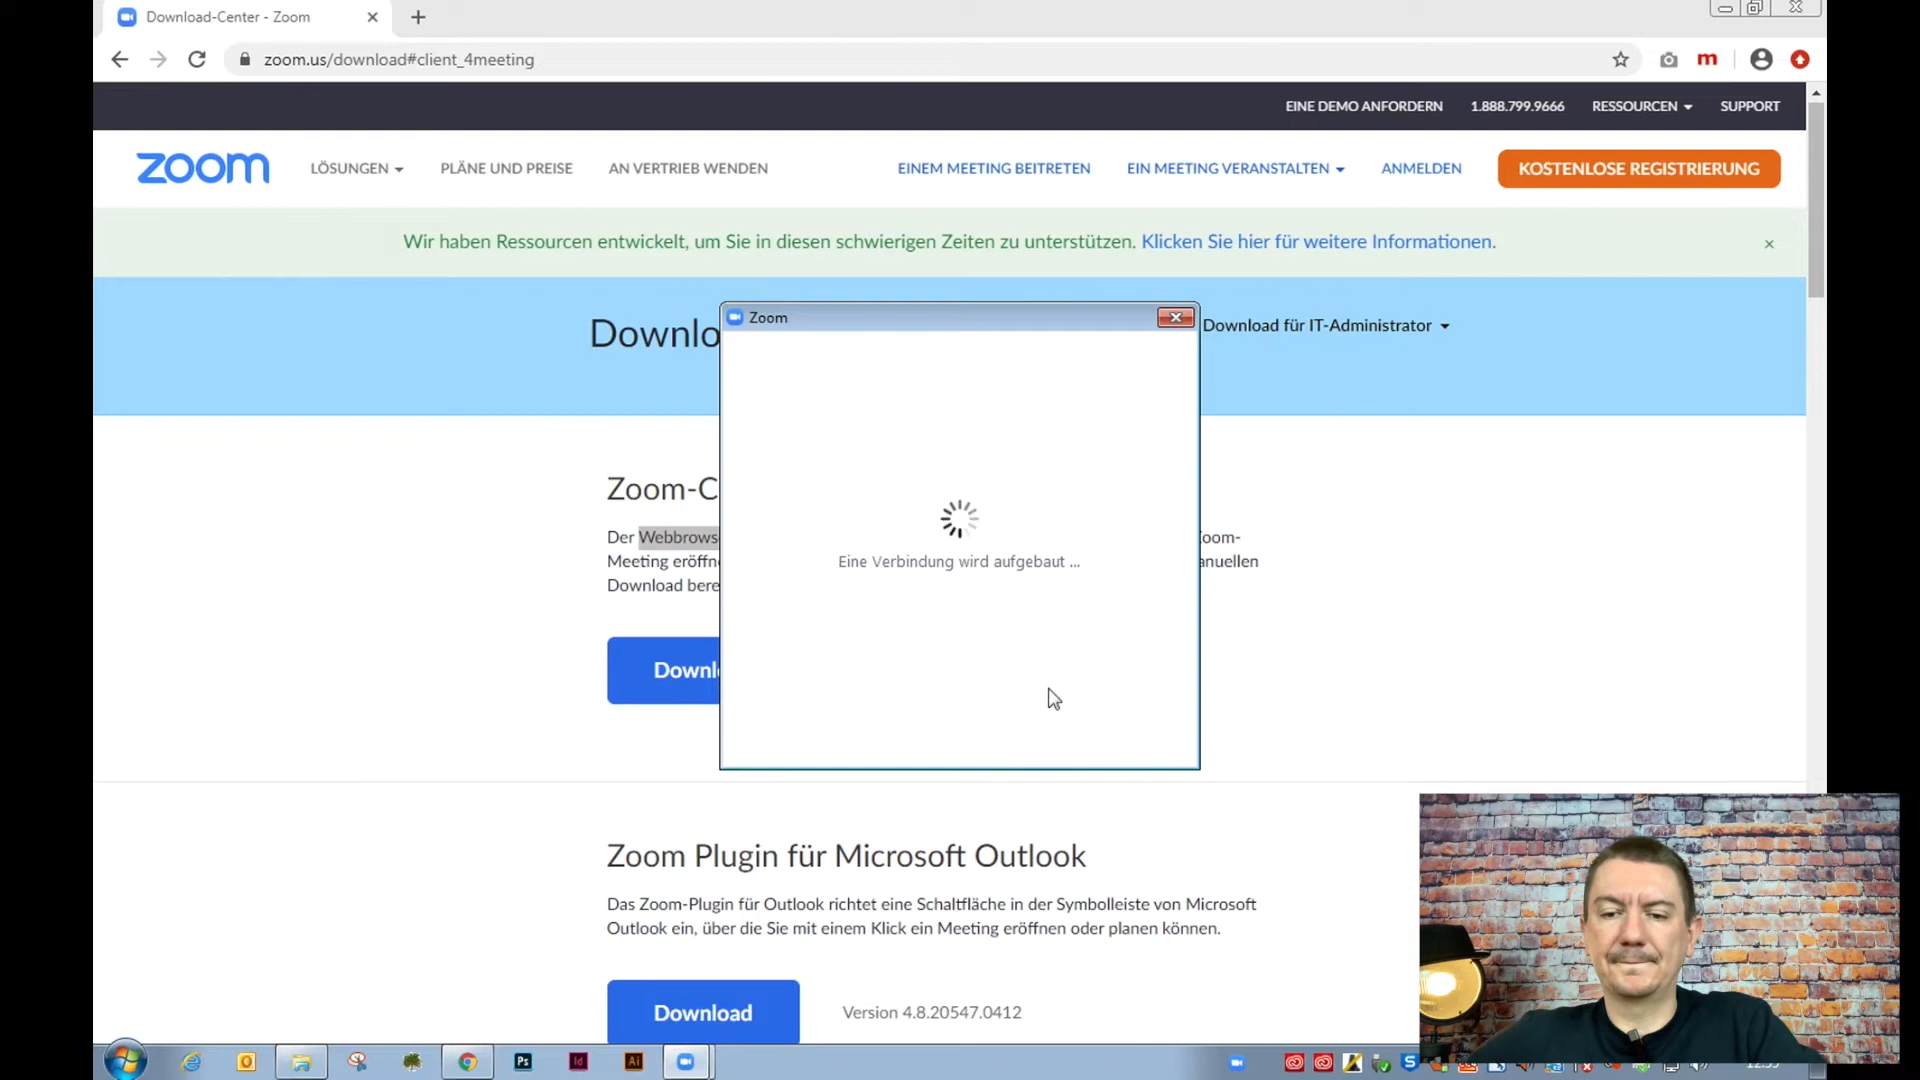 Download-Center - Zoom
zoom.us/download#client_4meeting
m
EINE DEMO ANFORDERN 1.888.799.9666 RESSOURCEN SUPPORT
zoom LÖSUNGEN PLÄNE UND PREISE AN VERTRIEB WENDEN EINEM MEETING BEITRETEN EIN MEETING VERANSTALTEN ANMELDEN KOSTENLOSE REGISTRIERUNG
Wir haben Ressourcen entwickelt, um Sie in diesen schwierigen Zeiten zu unterstützen. Klicken Sie hier für weitere Informationen.
Downlo
Download für IT-Administrator
Zoom
Eine Verbindung wird aufgebaut ...
Zoom-C
Der Webbrows
Zoom-
Meeting eröffn
anuellen
Download bere
Downl
Zoom Plugin für Microsoft Outlook
Das Zoom-Plugin für Outlook richtet eine Schaltfläche in der Symbolleiste von Microsoft
Outlook ein, über die Sie mit einem Klick ein Meeting eröffnen oder planen können.
Download
Version 4.8.20547.0412
Ps Id Ai